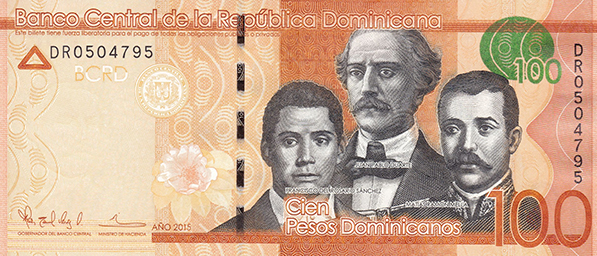 Banco Central de la República Dominicana
Este billete tiene fuerza liberatoria para el pago de todas las obligaciones públicas o privadas
DR0504795
BCRD
100
DR0504795
JUAN PABLO DUARTE
FRANCISCO DEL ROSARIO SÁNCHEZ
MATÍAS RAMÓN MELLA
Cien
Pesos Dominicanos
100
GOBERNADOR DEL BANCO CENTRAL
MINISTRO DE HACIENDA
AÑO 2015